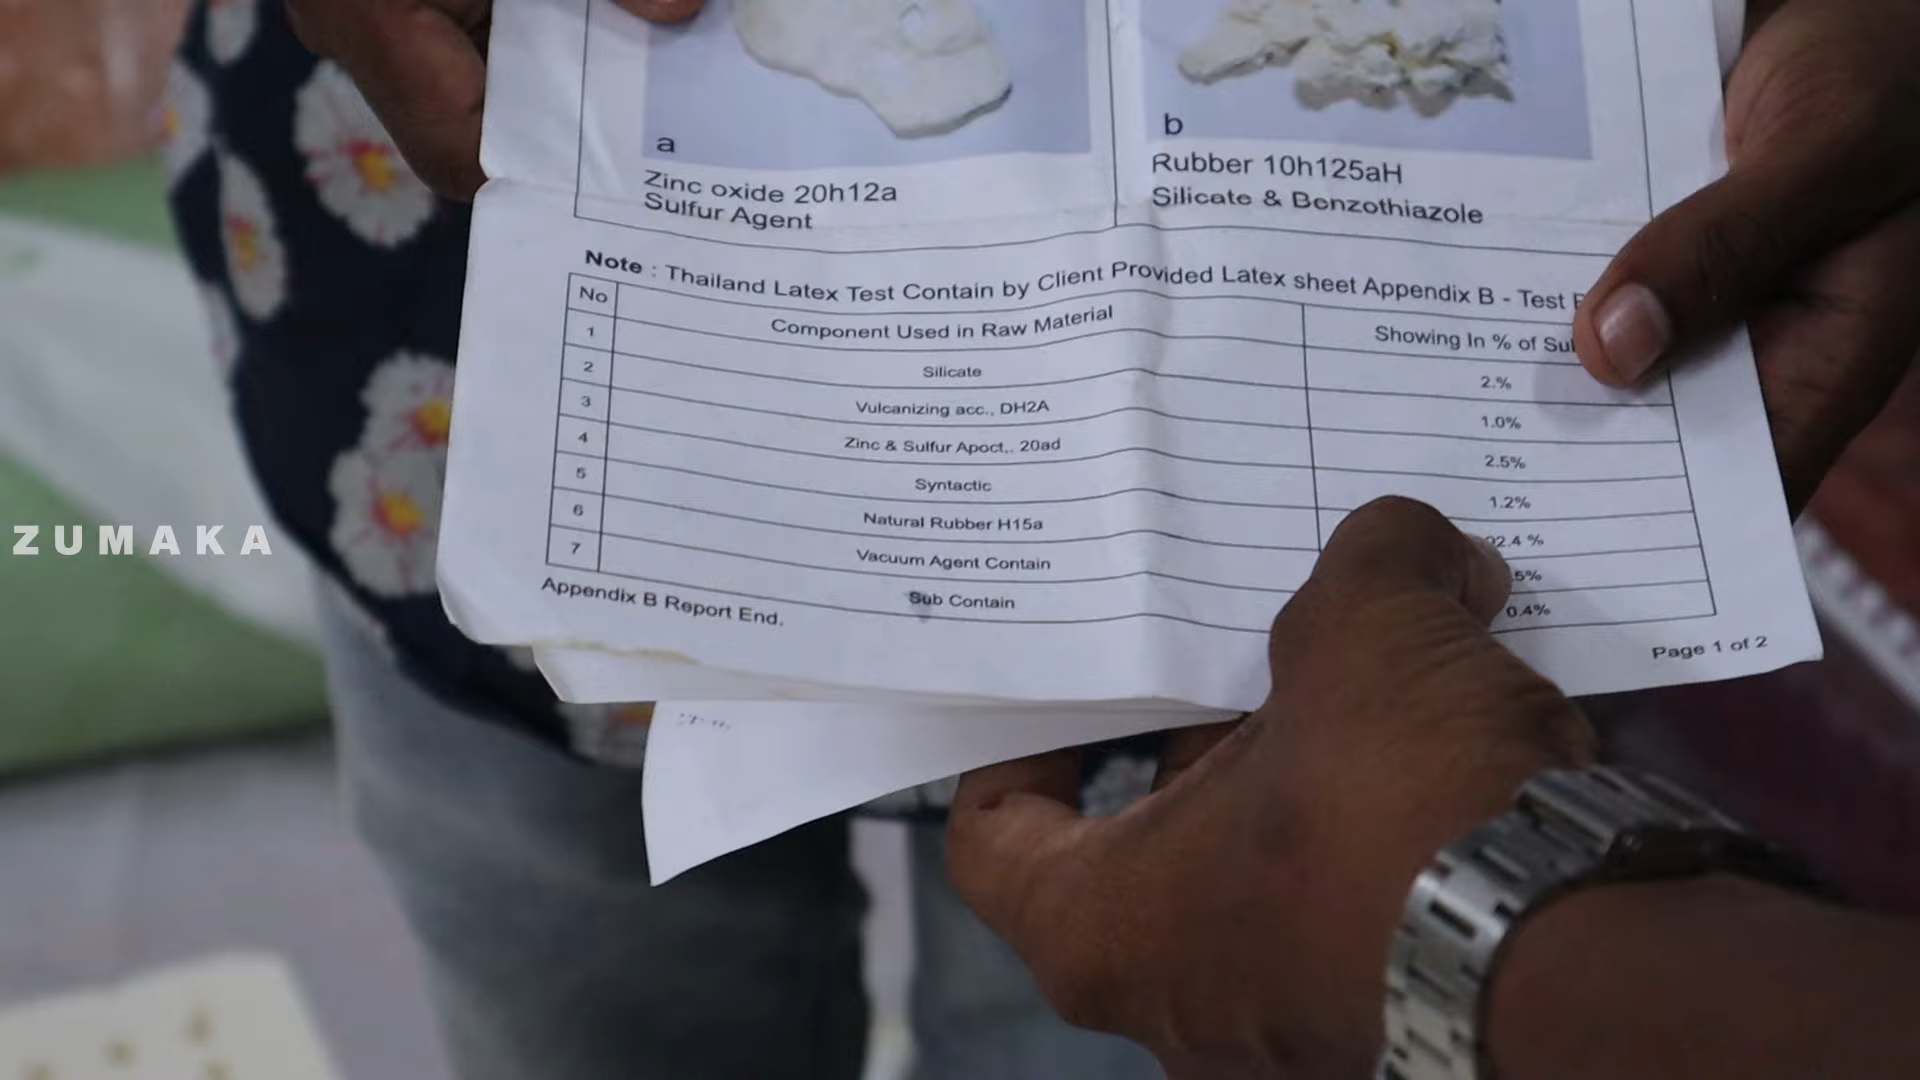 a
Zinc oxide 20h12a
Sulfur Agent
b
Rubber 10h125aH
Silicate & Benzothiazole
Note : Thailand Latex Test Contain by Client Provided Latex sheet Appendix B - Test
No Component Used in Raw Material Showing In % of
1 Silicate 2.%
2 Vulcanizing acc., DH2A 1.0%
3 Zinc & Sulfur Apoct,. 20ad 2.5%
4 Syntactic 1.2%
5 Natural Rubber H15a 92.4 %
6 Vacuum Agent Contain 5%
7 Sub Contain 0.4%
Appendix B Report End.
Page 1 of 2
ZUMAKA